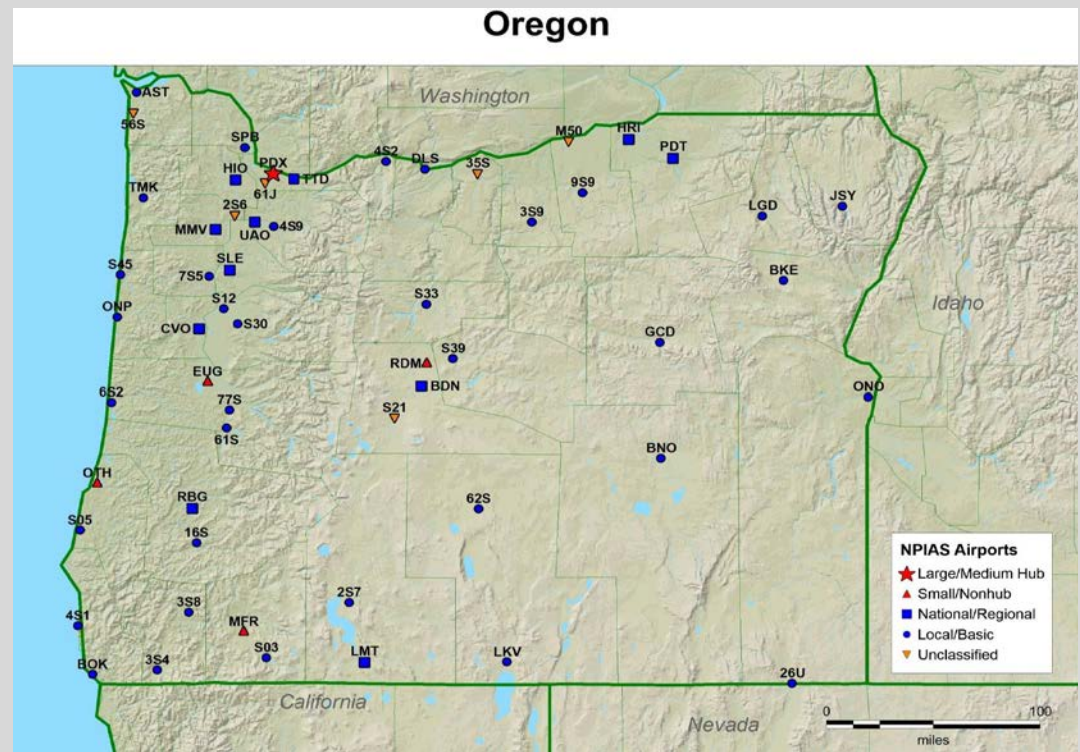 Oregon
Washington
AST
56S
SPB
PDX
HIO
TTD
61J
4S2
DLS
35S
M50
HRI
PDT
TMK
2S6
MMV
UAO
4S9
9S9
3S9
LGD
JSY
S45
7S5
SLE
BKE
ONP
S12
S30
CVO
S33
Idaho
GCD
RDM
S39
EUG
BDN
6S2
77S
S21
ONO
61S
BNO
OTH
RBG
62S
S05
16S
NPIAS Airports
Large/Medium Hub
Small/Nonhub
National/Regional
Local/Basic
Unclassified
4S1
3S8
MFR
2S7
S03
LMT
LKV
BOK
3S4
26U
California
Nevada
0 100
miles